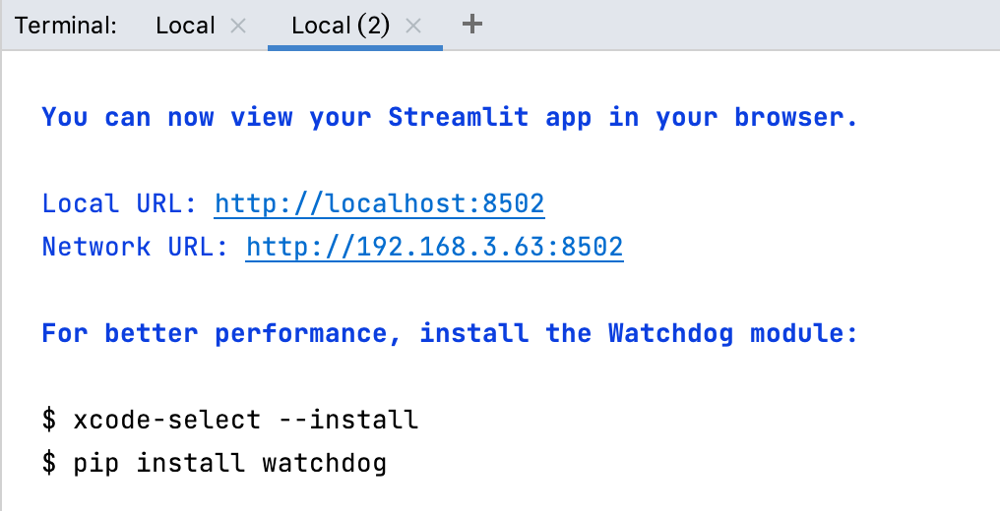 Terminal: Local × Local (2) × +
You can now view your Streamlit app in your browser.
Local URL: http://localhost:8502
Network URL: http://192.168.3.63:8502
For better performance, install the Watchdog module:
$ xcode-select --install
$ pip install watchdog